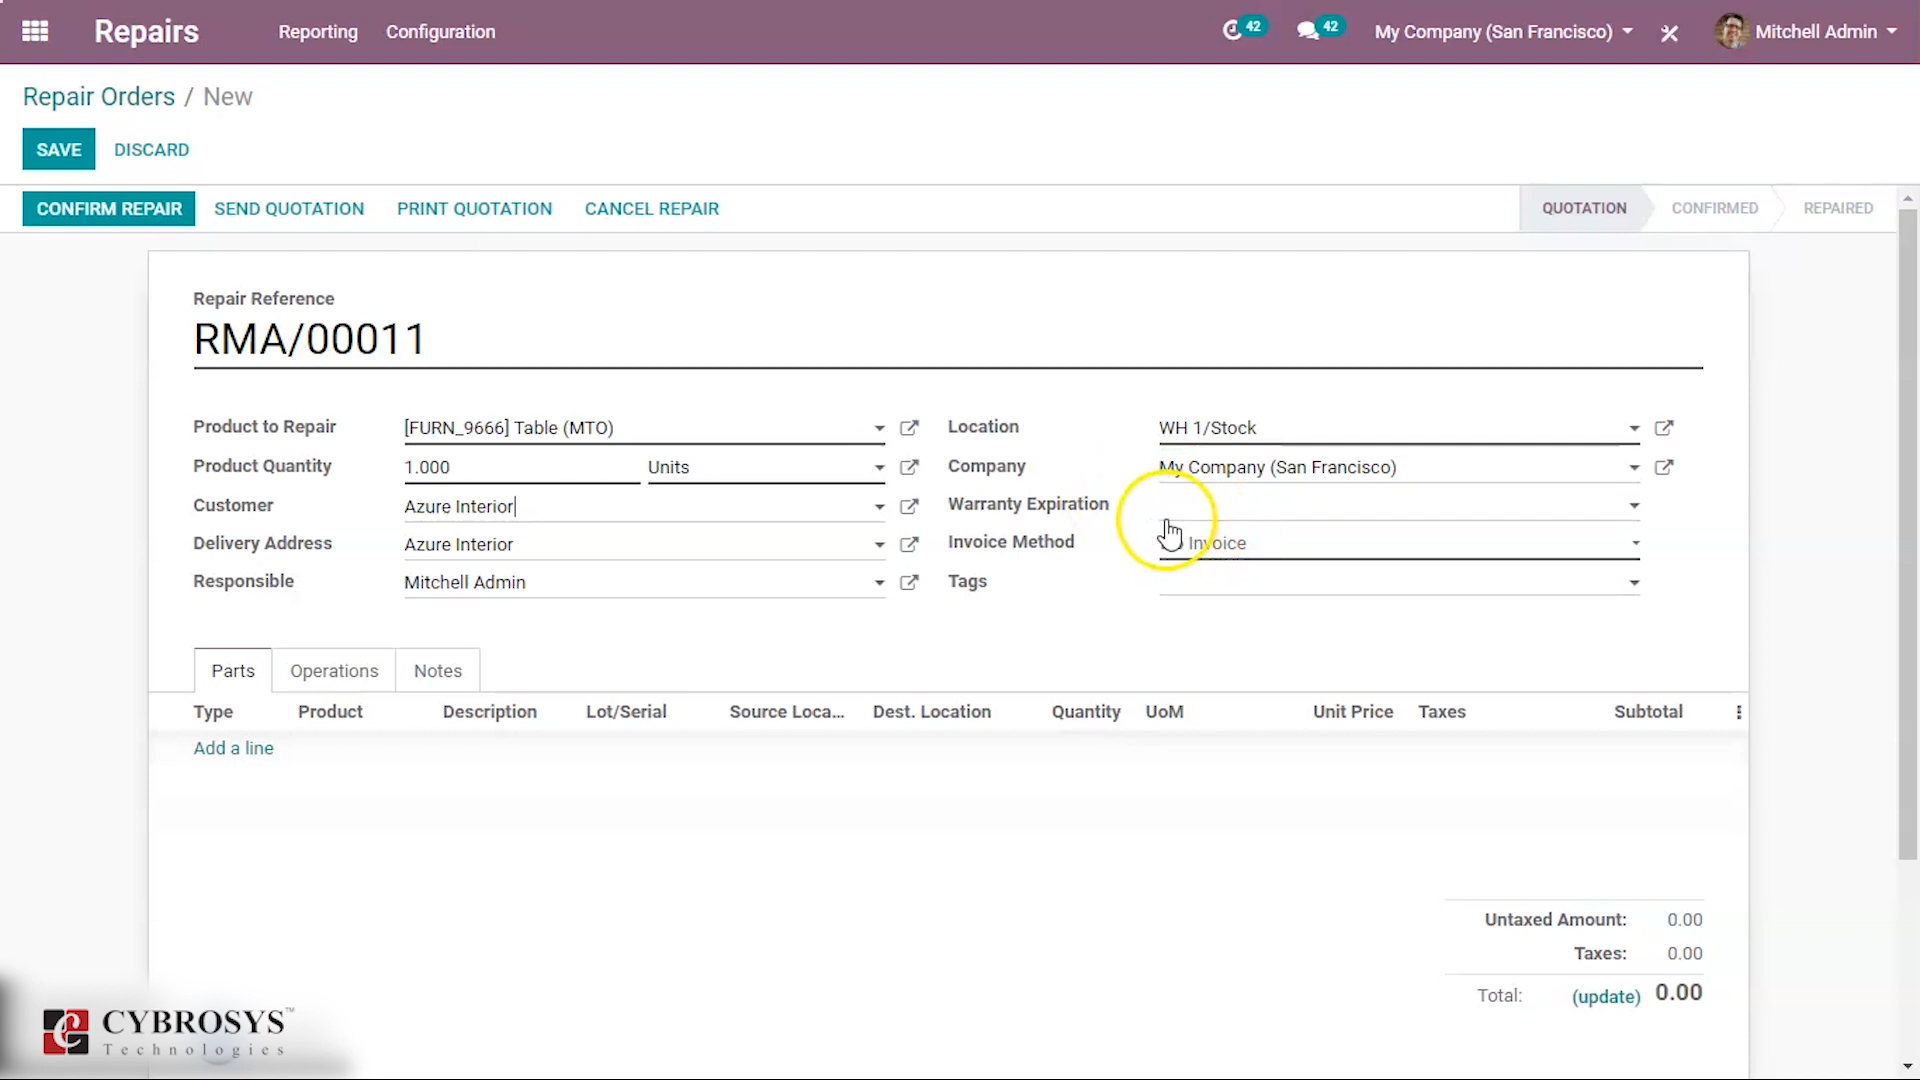 Repairs Reporting Configuration 42 42 My Company (San Francisco) Mitchell Admin
Repair Orders / New
SAVE DISCARD
CONFIRM REPAIR SEND QUOTATION PRINT QUOTATION CANCEL REPAIR QUOTATION CONFIRMED REPAIRED
Repair Reference
RMA/00011
Product to Repair [FURN_9666] Table (MTO) Location WH 1/Stock
Product Quantity 1.000 Units Company My Company (San Francisco)
Customer Azure Interior Warranty Expiration
Delivery Address Azure Interior Invoice Method Invoice
Responsible Mitchell Admin Tags
Parts Operations Notes
Type Product Description Lot/Serial Source Loca... Dest. Location Quantity UoM Unit Price Taxes Subtotal
Add a line
Untaxed Amount: 0.00
Taxes: 0.00
Total: (update) 0.00
CYBROSYS™
Technologies